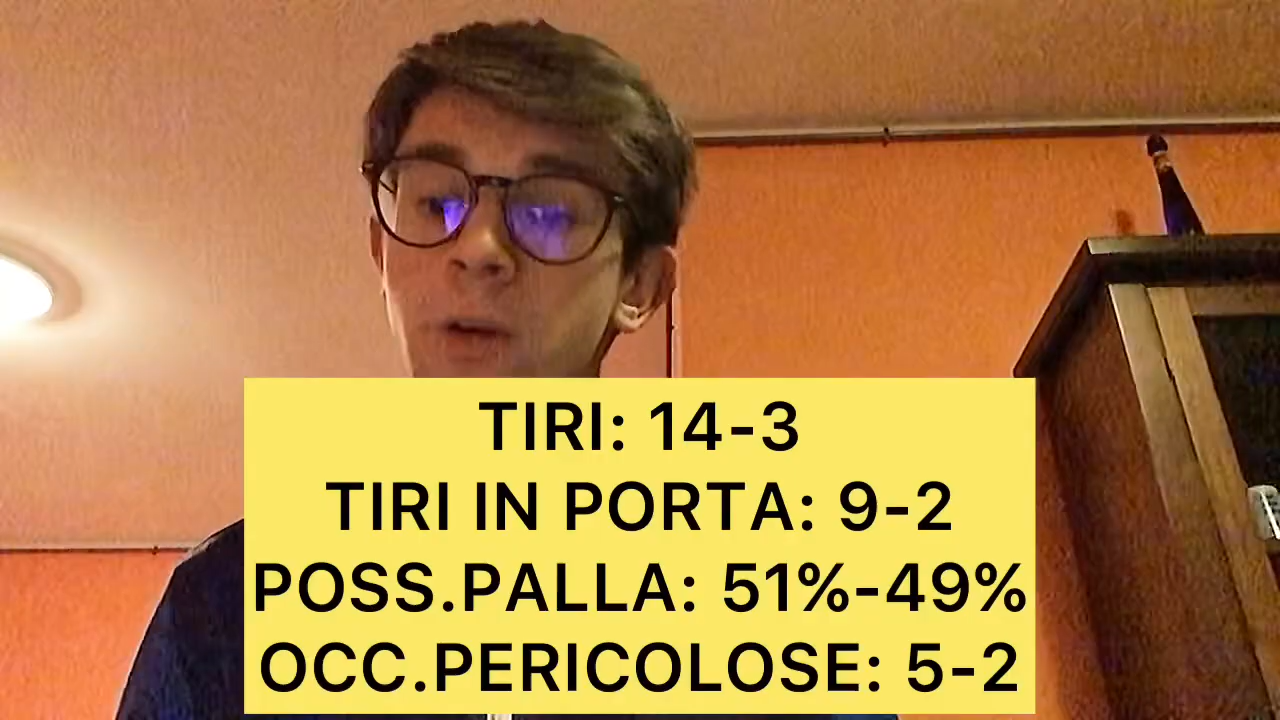 TIRI: 14-3
TIRI IN PORTA: 9-2
POSS.PALLA: 51%-49%
OCC.PERICOLOSE: 5-2